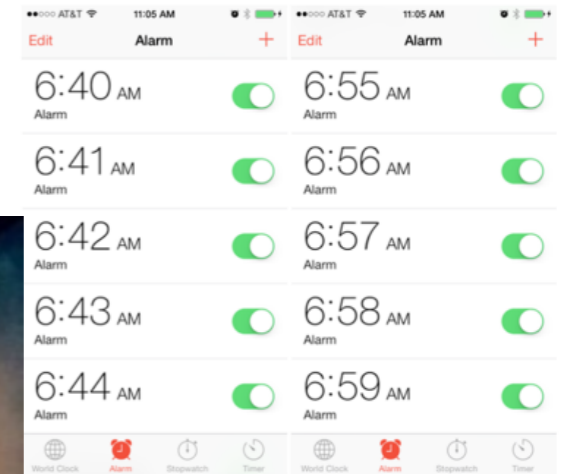 AT&T 11:05 AM
Edit Alarm +
6:40 AM
Alarm
6:41 AM
Alarm
6:42 AM
Alarm
6:43 AM
Alarm
6:44 AM
Alarm
World Clock Alarm Stopwatch Timer
AT&T 11:05 AM
Edit Alarm +
6:55 AM
Alarm
6:56 AM
Alarm
6:57 AM
Alarm
6:58 AM
Alarm
6:59 AM
Alarm
World Clock Alarm Stopwatch Timer